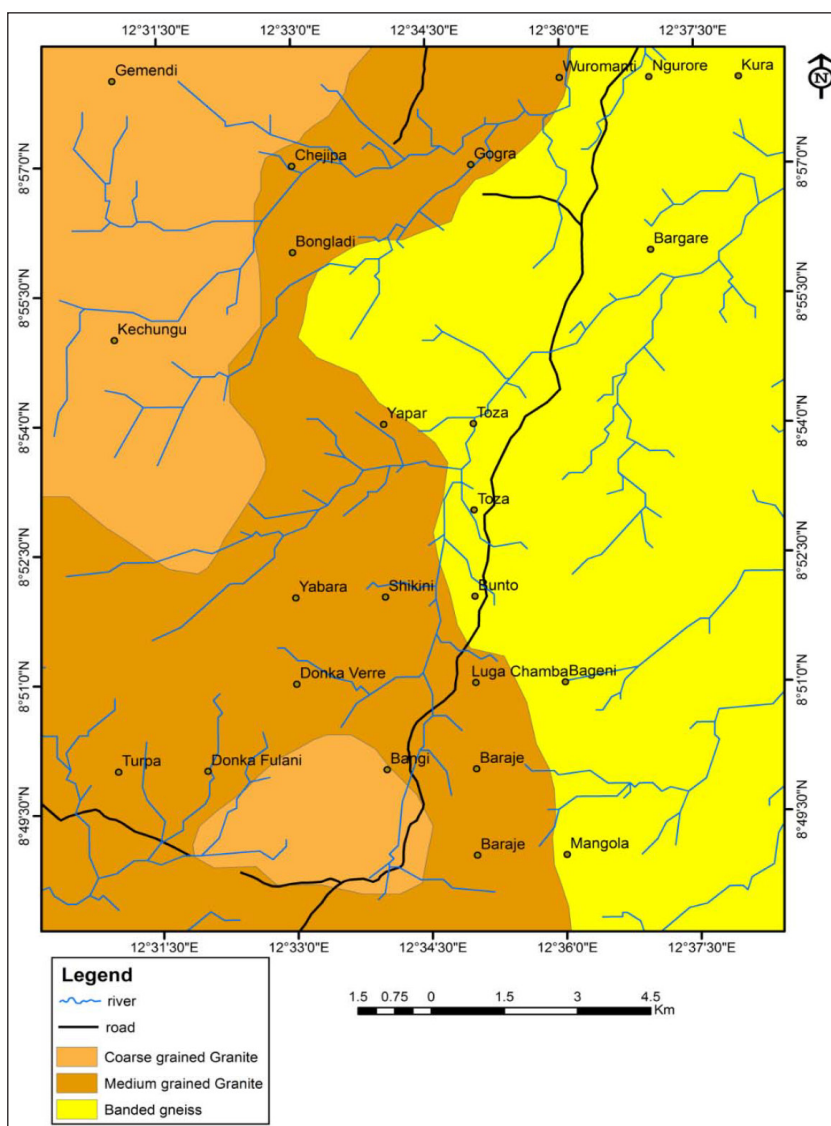 12°31'30"E 12°33'0"E 12°34'30"E 12°36'0"E 12°37'30"E
Gemendi
Wuromanti
Ngurore
Kura
8°57'0"N
8°57'0"N
Chejipa
Gogra
Bongladi
Bargare
8°55'30"N
8°55'30"N
Kechungu
8°54'0"N
8°54'0"N
Yapar
Toza
Toza
8°52'30"N
8°52'30"N
Yabara
Shikini
Bunto
8°51'0"N
8°51'0"N
Donka Verre
Luga Chamba
Bageni
Turpa
Donka Fulani
Bangi
Baraje
8°49'30"N
8°49'30"N
Baraje
Mangola
12°31'30"E 12°33'0"E 12°34'30"E 12°36'0"E 12°37'30"E
Legend
river
road
Coarse grained Granite
Medium grained Granite
Banded gneiss
1.5 0.75 0 1.5 3 4.5
Km